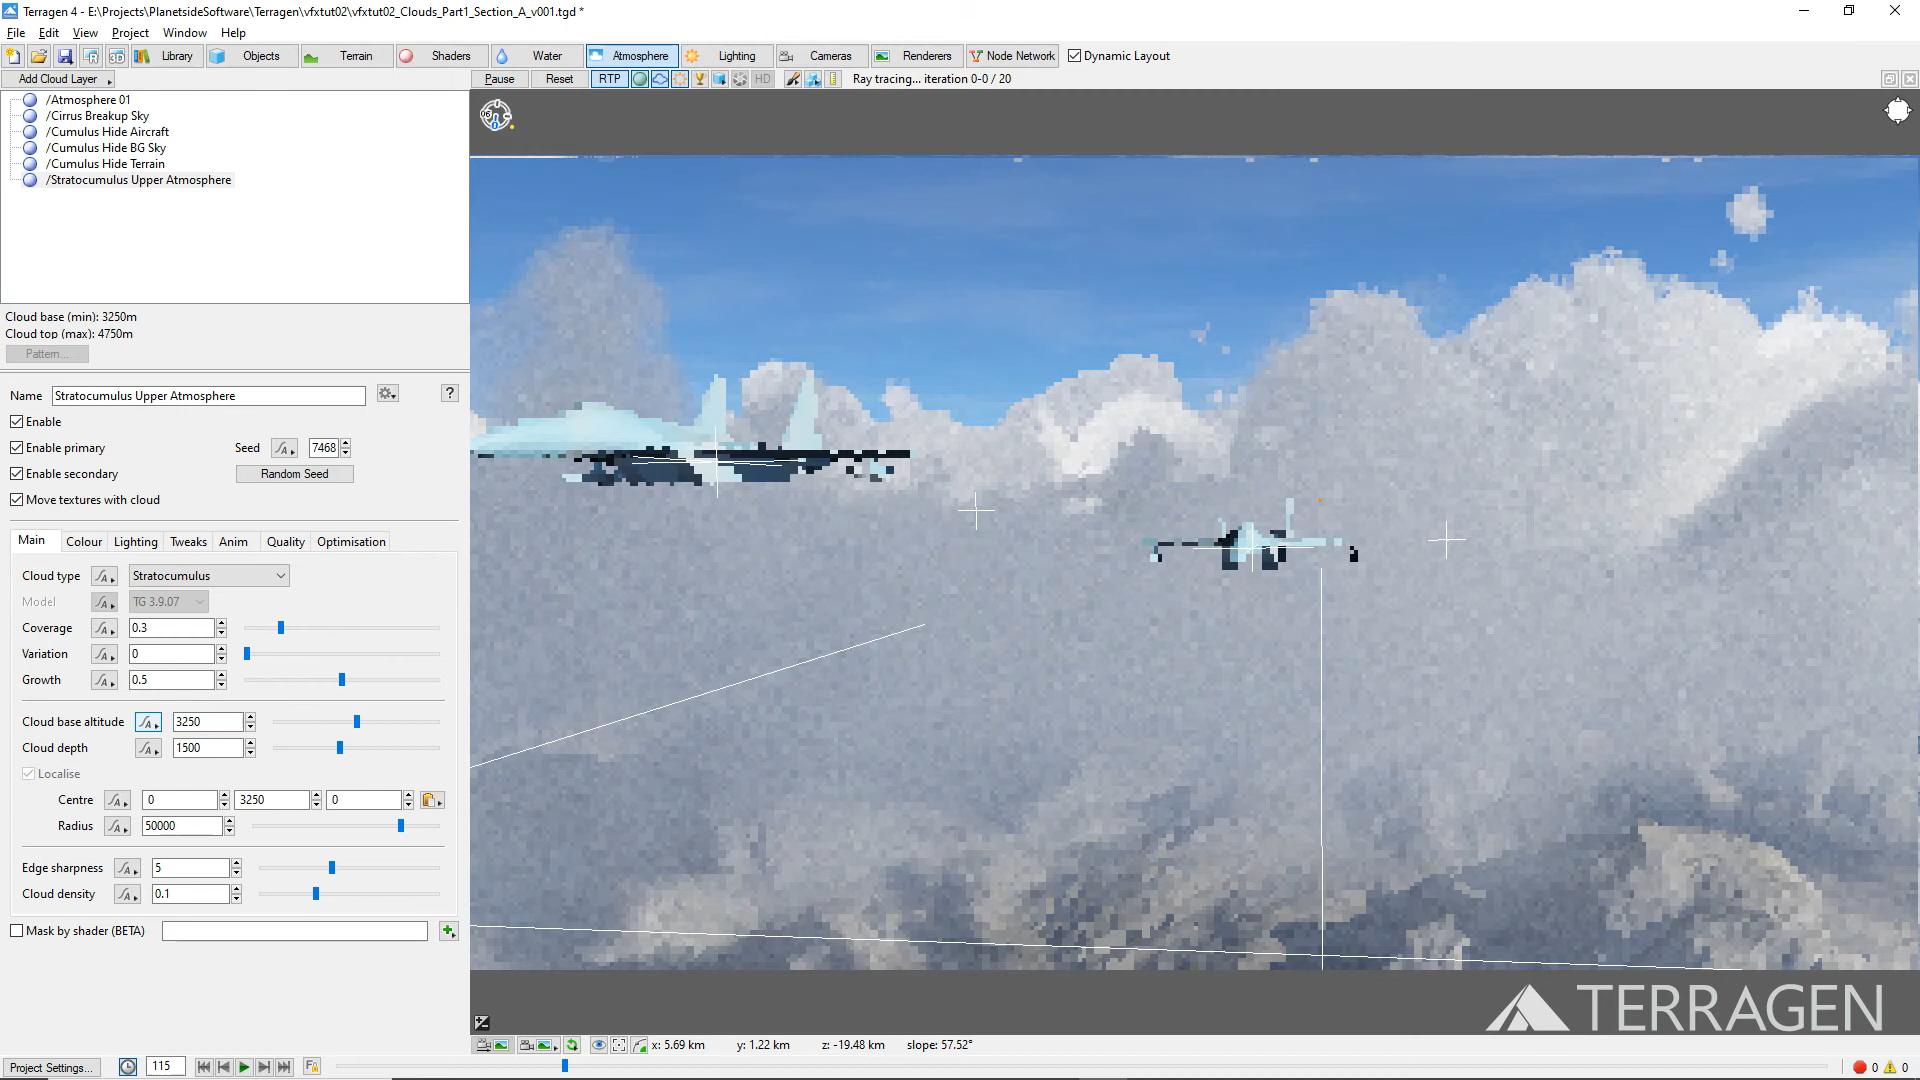 Terragen 4 - E:\Projects\PlanetsideSoftware\Terragen\vfxtut02\vfxtut02_Clouds_Part1_Section_A_v001.tgd *
File Edit View Project Window Help
Library Objects Terrain Shaders Water Atmosphere Lighting Cameras Renderers Node Network Dynamic Layout
Add Cloud Layer Pause Reset RTP HD Ray tracing... iteration 0-0 / 20
/Atmosphere 01
/Cirrus Breakup Sky
/Cumulus Hide Aircraft
/Cumulus Hide BG Sky
/Cumulus Hide Terrain
/Stratocumulus Upper Atmosphere
Cloud base (min): 3250m
Cloud top (max): 4750m
Pattern...
Name Stratocumulus Upper Atmosphere ?
Enable
Enable primary Seed 7468
Enable secondary Random Seed
Move textures with cloud
Main Colour Lighting Tweaks Anim Quality Optimisation
Cloud type Stratocumulus
Model TG 3.9.07
Coverage 0.3
Variation 0
Growth 0.5
Cloud base altitude 3250
Cloud depth 1500
Localise
Centre 0 3250 0
Radius 50000
Edge sharpness 5
Cloud density 0.1
Mask by shader (BETA)
TERRAGEN
x: 5.69 km y: 1.22 km z: -19.48 km slope: 57.52°
Project Settings... 115 0 0